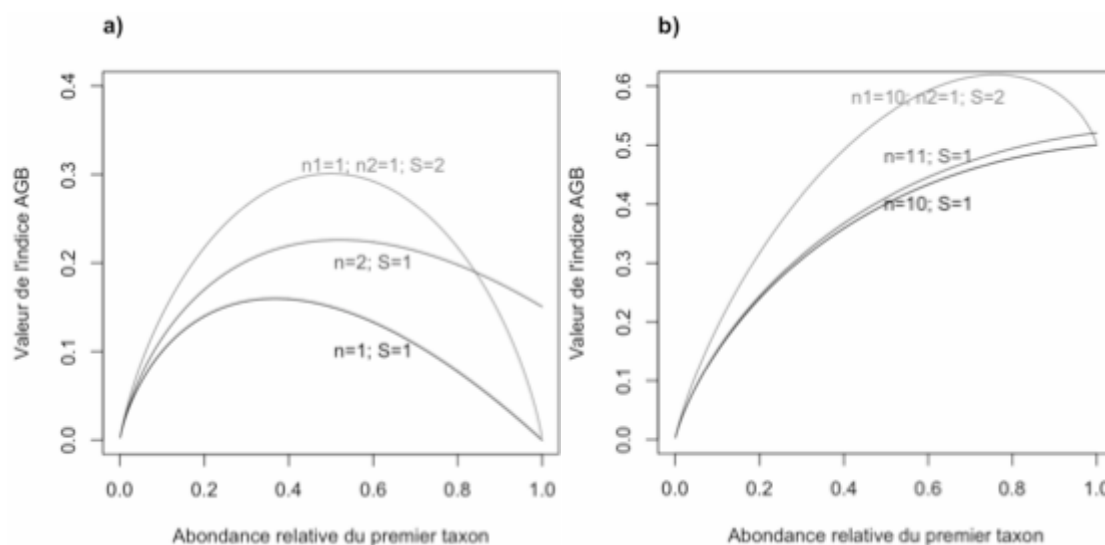 a)
Valeur de l'indice AGB
0.4
0.3
0.2
0.1
0.0
n1=1; n2=1; S=2
n=2; S=1
n=1; S=1
0.0 0.2 0.4 0.6 0.8 1.0
Abondance relative du premier taxon
b)
Valeur de l'indice AGB
0.6
0.5
0.4
0.3
0.2
0.1
0.0
n1=10; n2=1; S=2
n=11; S=1
n=10; S=1
0.0 0.2 0.4 0.6 0.8 1.0
Abondance relative du premier taxon